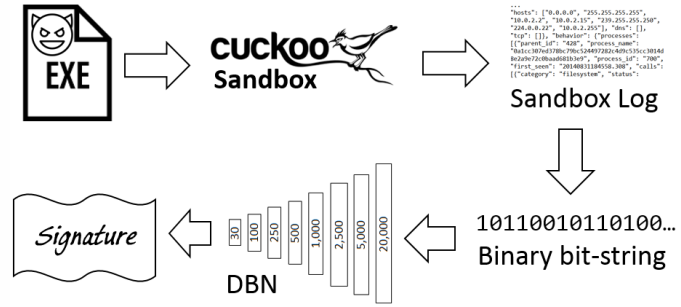 EXE
cuckoo
Sandbox
...
"hosts": ["0.0.0.0", "255.255.255.255",
"10.0.2.2", "10.0.2.15", "239.255.255.250",
"224.0.0.22", "10.0.2.255"], "dns": [],
"tcp": []}, "behavior": {"processes":
[{"parent_id": "428", "process_name":
"0a1cc307ed370bc79bc524497282c4d9c535cc3014d
8e2a9e72c0baad681b3e9", "process_id": "700",
"first_seen": "20140831184558.308", "calls":
[{"category": "filesystem", "status":
Sandbox Log
10110010110100…
Binary bit-string
20,000
5,000
2,500
1,000
500
250
100
30
DBN
Signature